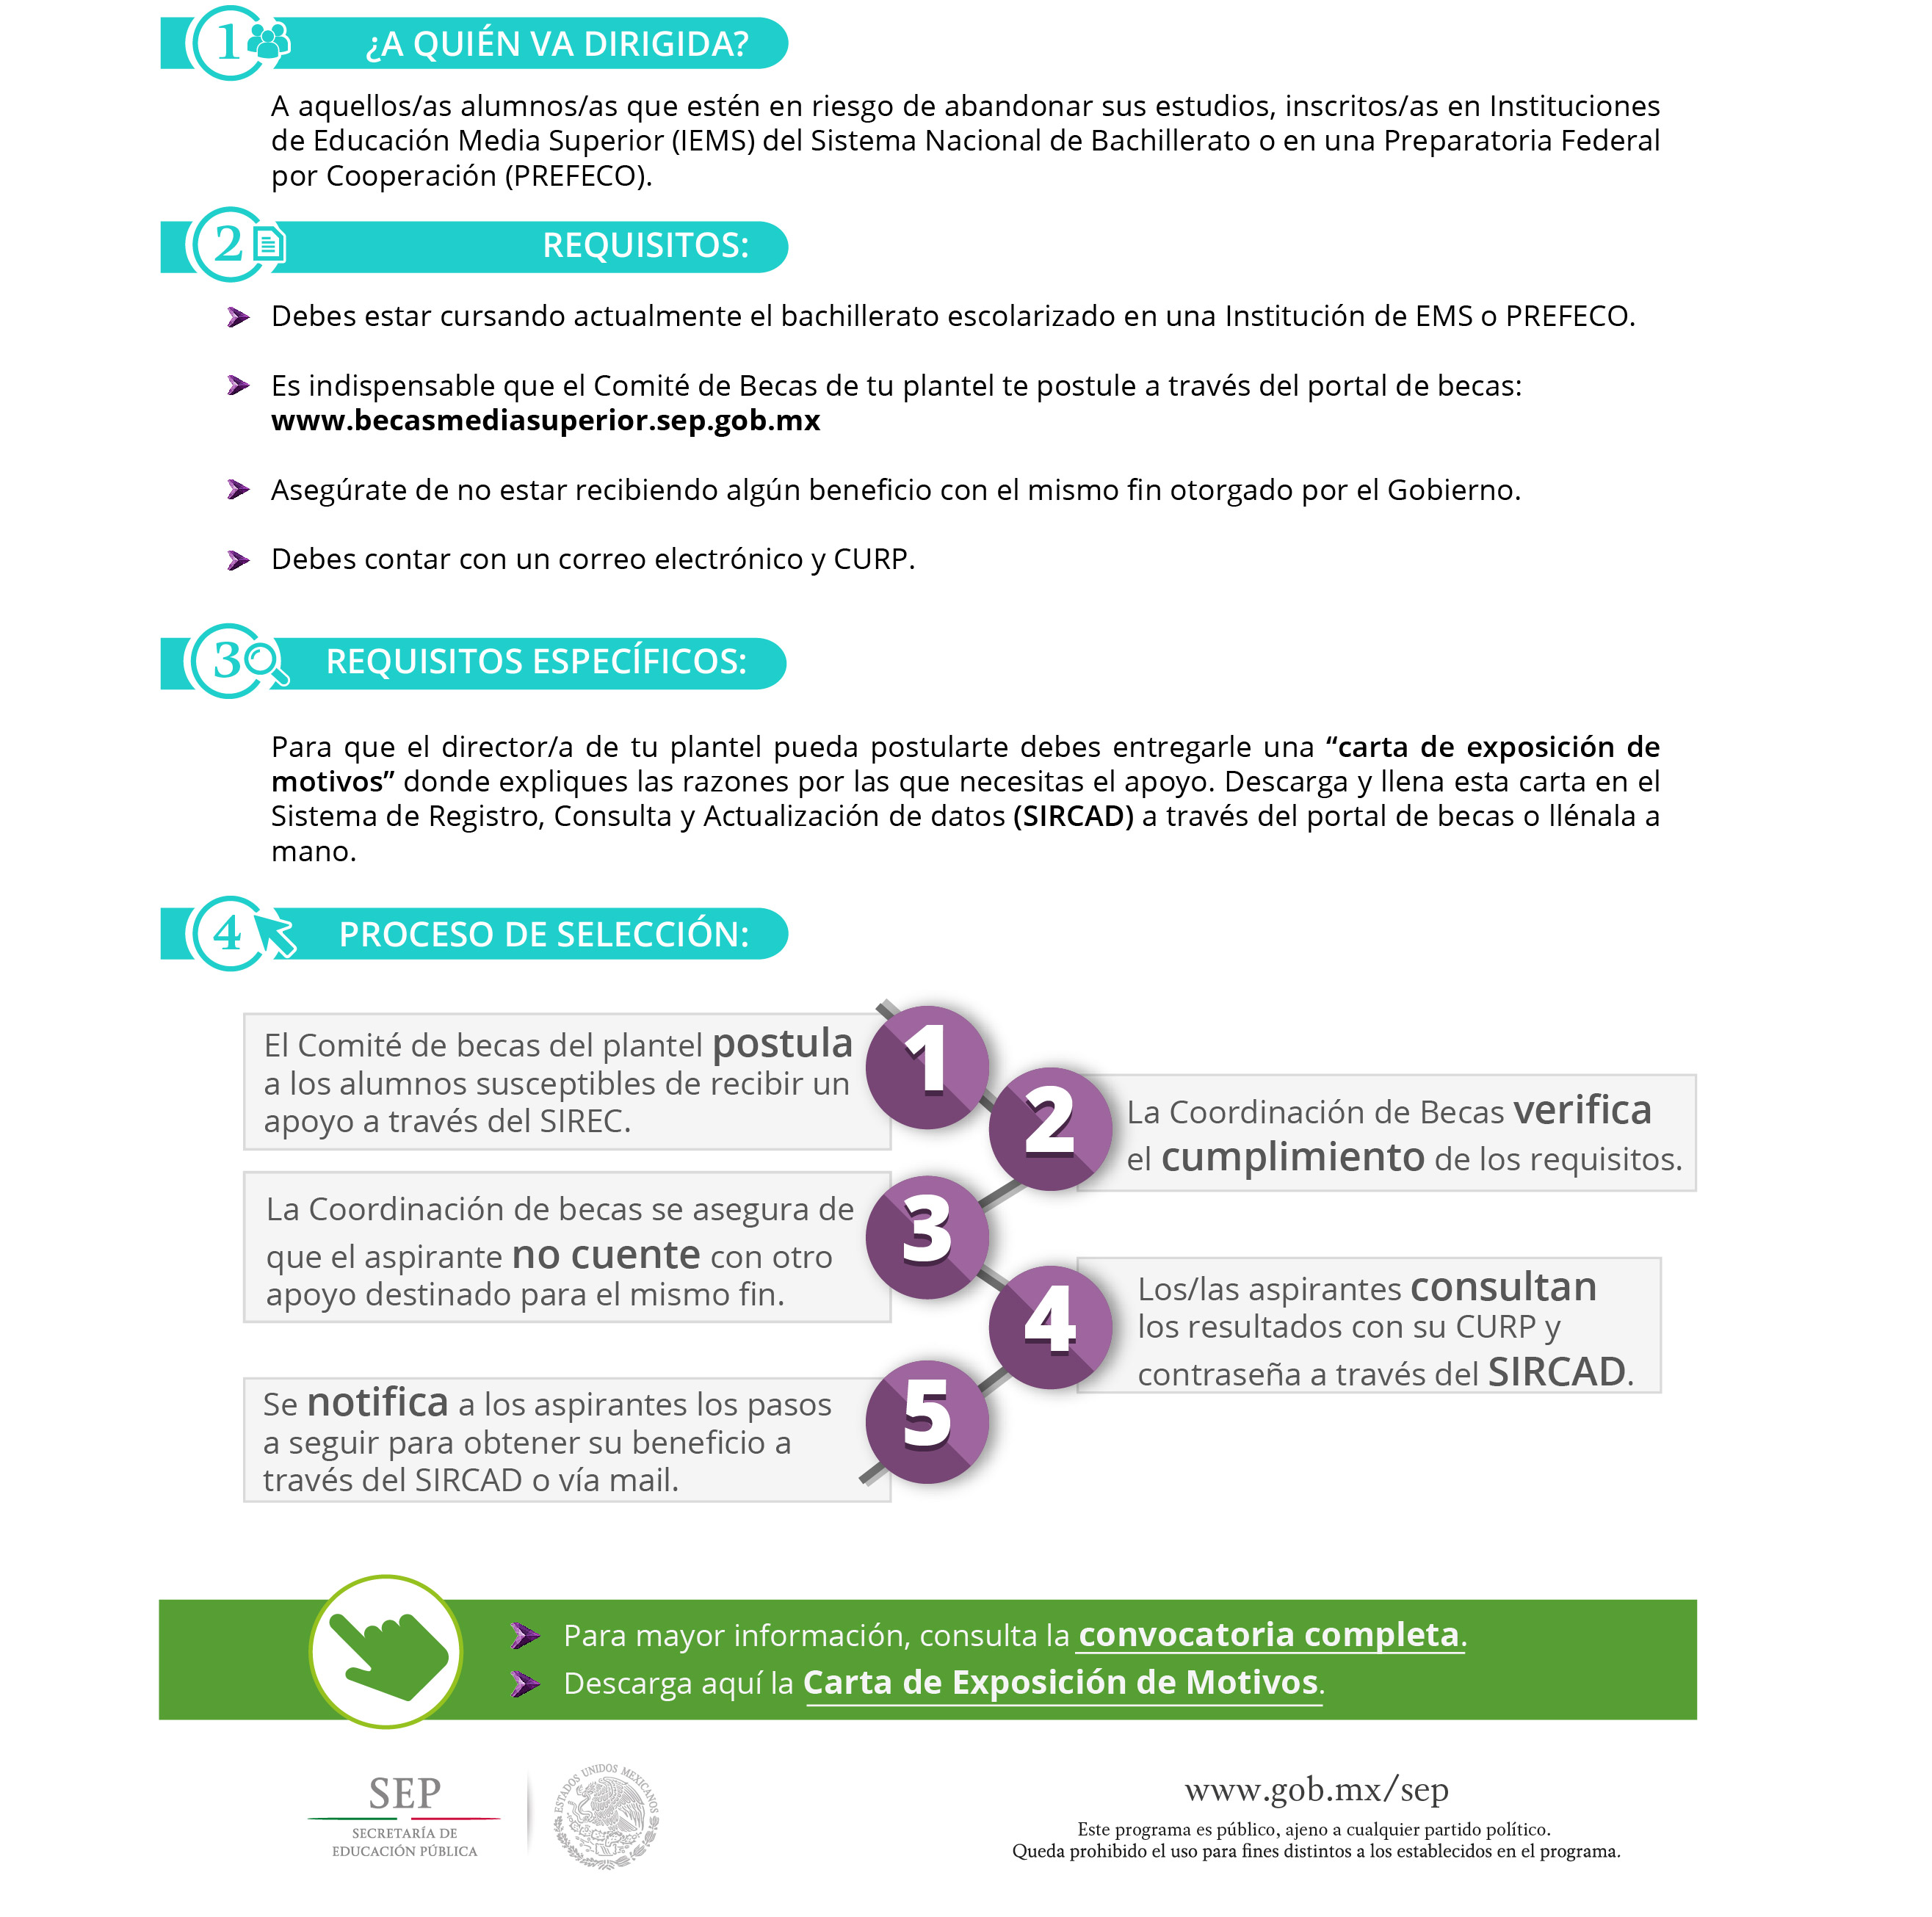 1
¿A QUIÉN VA DIRIGIDA?
A aquellos/as alumnos/as que estén en riesgo de abandonar sus estudios, inscritos/as en Instituciones
de Educación Media Superior (IEMS) del Sistema Nacional de Bachillerato o en una Preparatoria Federal
por Cooperación (PREFECO).
2
REQUISITOS:
Debes estar cursando actualmente el bachillerato escolarizado en una Institución de EMS o PREFECO.
Es indispensable que el Comité de Becas de tu plantel te postule a través del portal de becas:
www.becasmediasuperior.sep.gob.mx
Asegúrate de no estar recibiendo algún beneficio con el mismo fin otorgado por el Gobierno.
Debes contar con un correo electrónico y CURP.
3
REQUISITOS ESPECÍFICOS:
Para que el director/a de tu plantel pueda postularte debes entregarle una “carta de exposición de
motivos” donde expliques las razones por las que necesitas el apoyo. Descarga y llena esta carta en el
Sistema de Registro, Consulta y Actualización de datos (SIRCAD) a través del portal de becas o llénala a
mano.
4
PROCESO DE SELECCIÓN:
1
El Comité de becas del plantel postula
a los alumnos susceptibles de recibir un
apoyo a través del SIREC.
2
La Coordinación de Becas verifica
el cumplimiento de los requisitos.
3
La Coordinación de becas se asegura de
que el aspirante no cuente con otro
apoyo destinado para el mismo fin.
4
Los/las aspirantes consultan
los resultados con su CURP y
contraseña a través del SIRCAD.
5
Se notifica a los aspirantes los pasos
a seguir para obtener su beneficio a
través del SIRCAD o vía mail.
Para mayor información, consulta la convocatoria completa.
Descarga aquí la Carta de Exposición de Motivos.
SEP
SECRETARÍA DE
EDUCACIÓN PÚBLICA
ESTADOS UNIDOS MEXICANOS
www.gob.mx/sep
Este programa es público, ajeno a cualquier partido político.
Queda prohibido el uso para fines distintos a los establecidos en el programa.